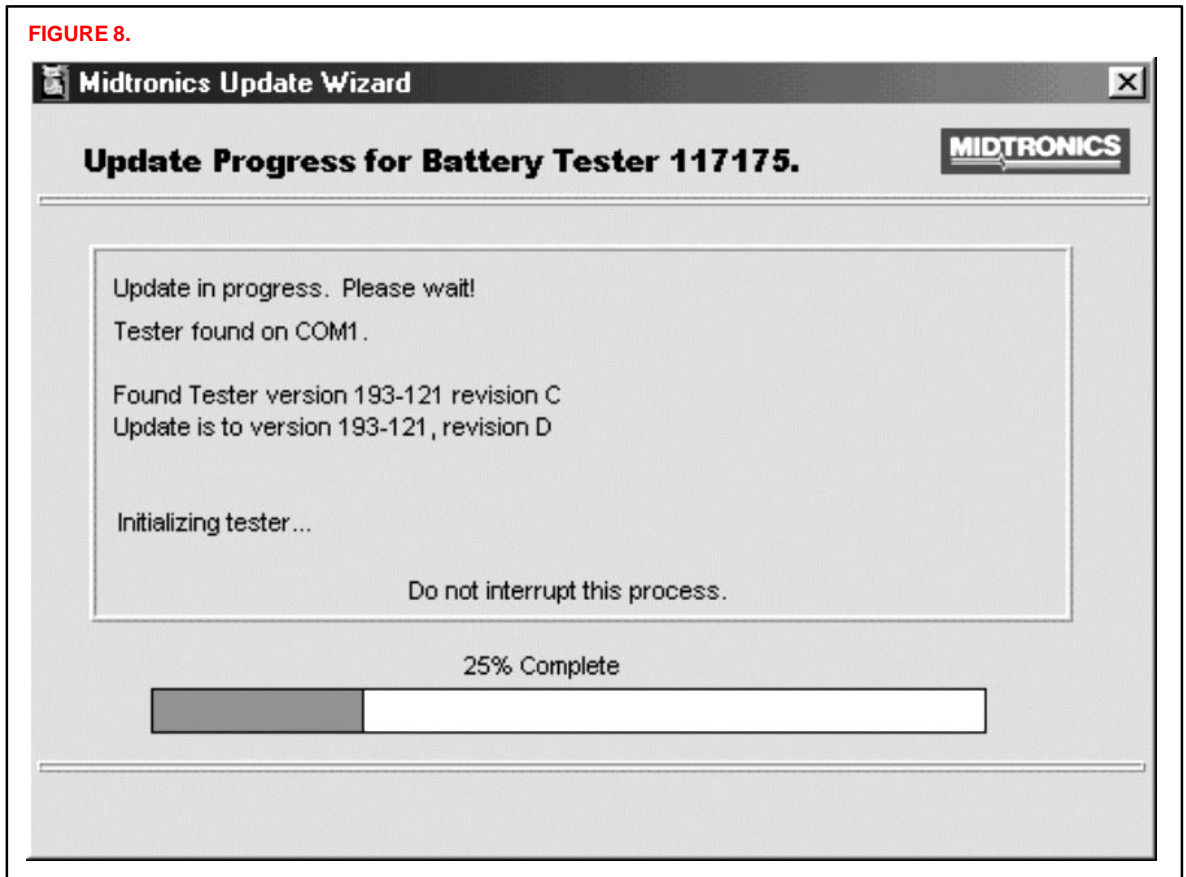 FIGURE 8.
Midtronics Update Wizard
Update Progress for Battery Tester 117175.
MIDTRONICS
Update in progress. Please wait!
Tester found on COM1.
Found Tester version 193-121 revision C
Update is to version 193-121, revision D
Initializing tester...
Do not interrupt this process.
25% Complete